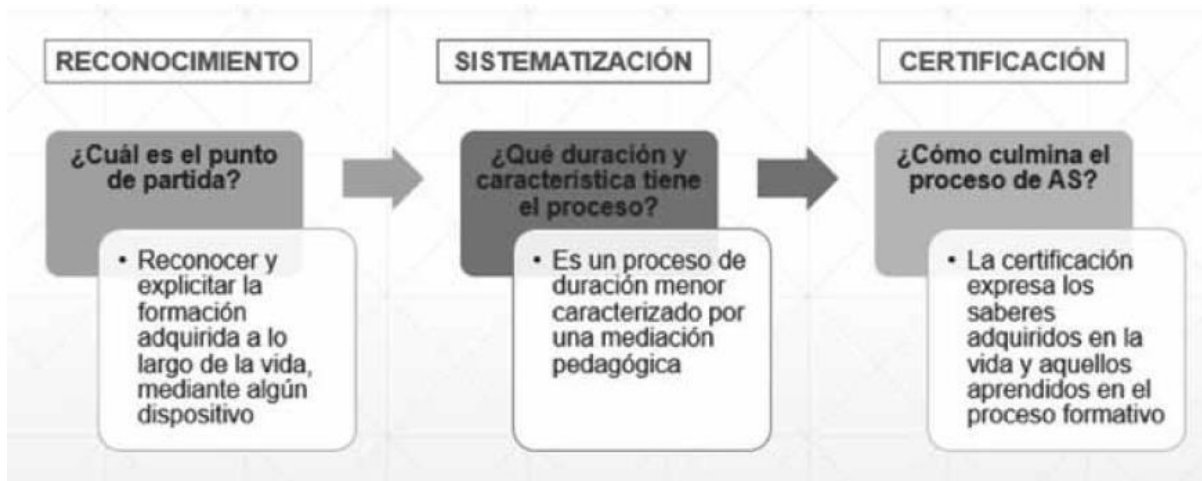 RECONOCIMIENTO
¿Cuál es el punto
de partida?
• Reconocer y
explicitar la
formación
adquirida a lo
largo de la vida,
mediante algún
dispositivo
SISTEMATIZACIÓN
¿Qué duración y
característica tiene
el proceso?
• Es un proceso de
duración menor
caracterizado por
una mediación
pedagógica
CERTIFICACIÓN
¿Cómo culmina el
proceso de AS?
• La certificación
expresa los
saberes
adquiridos en la
vida y aquellos
aprendidos en el
proceso formativo